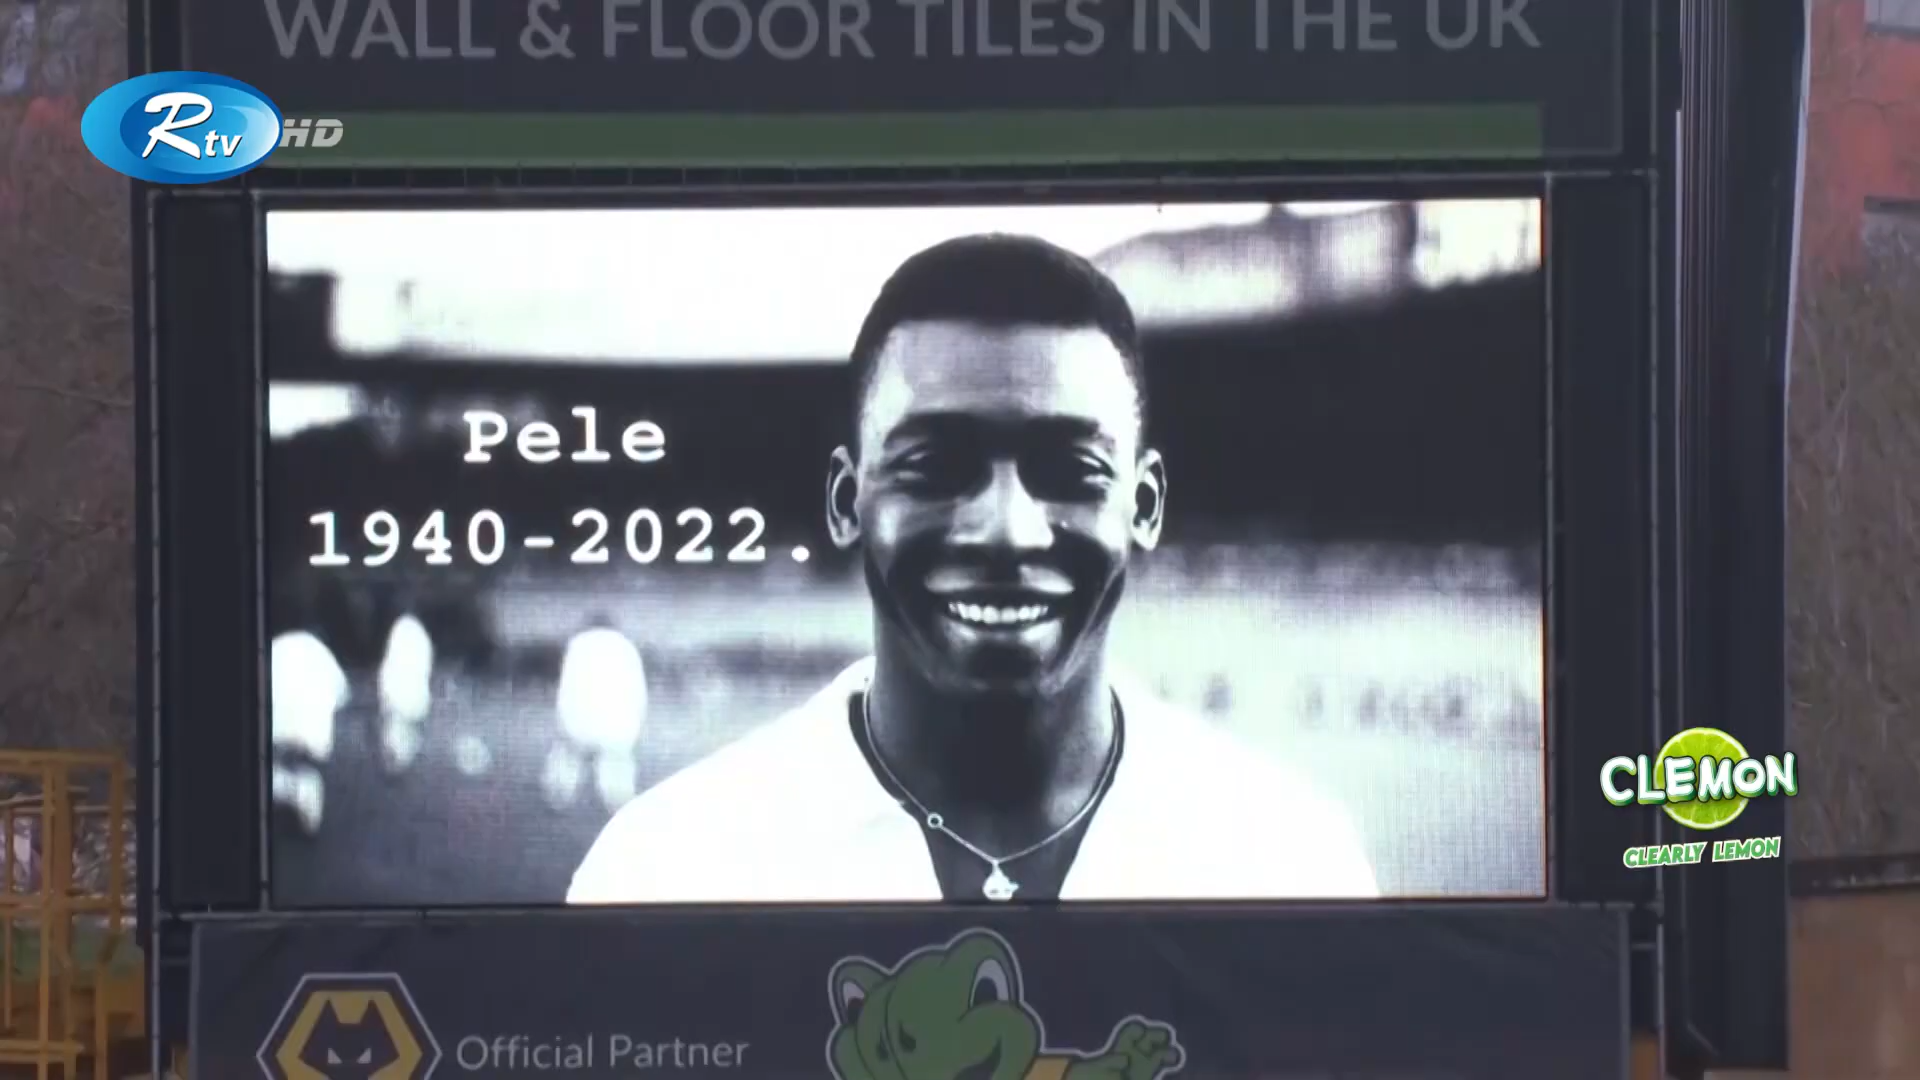 WALL & FLOOR TILES IN THE UK
Rtv HD
Pele
1940-2022.
CLEMON
CLEARLY LEMON
Official Partner